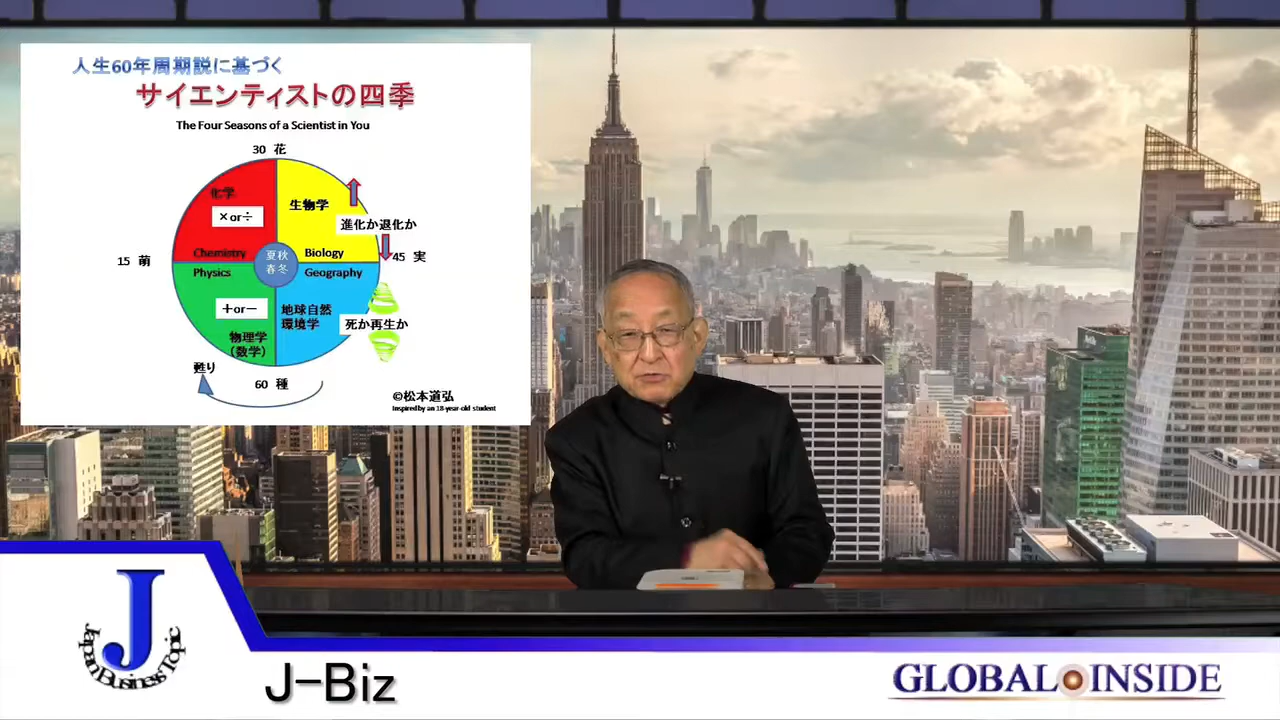 人生60年周期説に基づく
サイエンティストの四季
The Four Seasons of a Scientist in You
30 花
化学
×or÷
Chemistry
生物学
進化か退化か
Biology
15 萠
夏秋
春冬
45 実
Physics
+or−
物理学
(数学)
Geography
地球自然
環境学
死か再生か
甦り
60 種
©松本道弘
Inspired by an 18-year-old student
J
Japan Business Topic
J-Biz
GLOBAL INSIDE